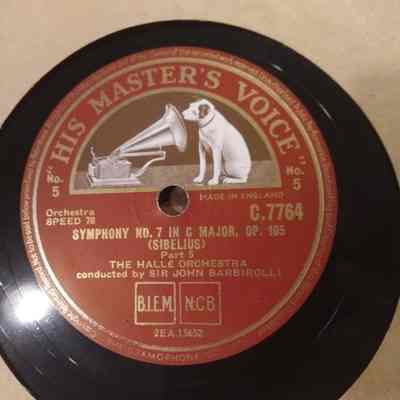 "HIS MASTER'S VOICE"
No. 5
No. 5
MADE IN ENGLAND
Orchestra
SPEED 78
C.7764
SYMPHONY NO. 7 IN C MAJOR, OP. 105
(SIBELIUS)
Part 5
THE HALLE ORCHESTRA
conducted by SIR JOHN BARBIROLLI
B.I.E.M.
N.C.B
2EA.13652